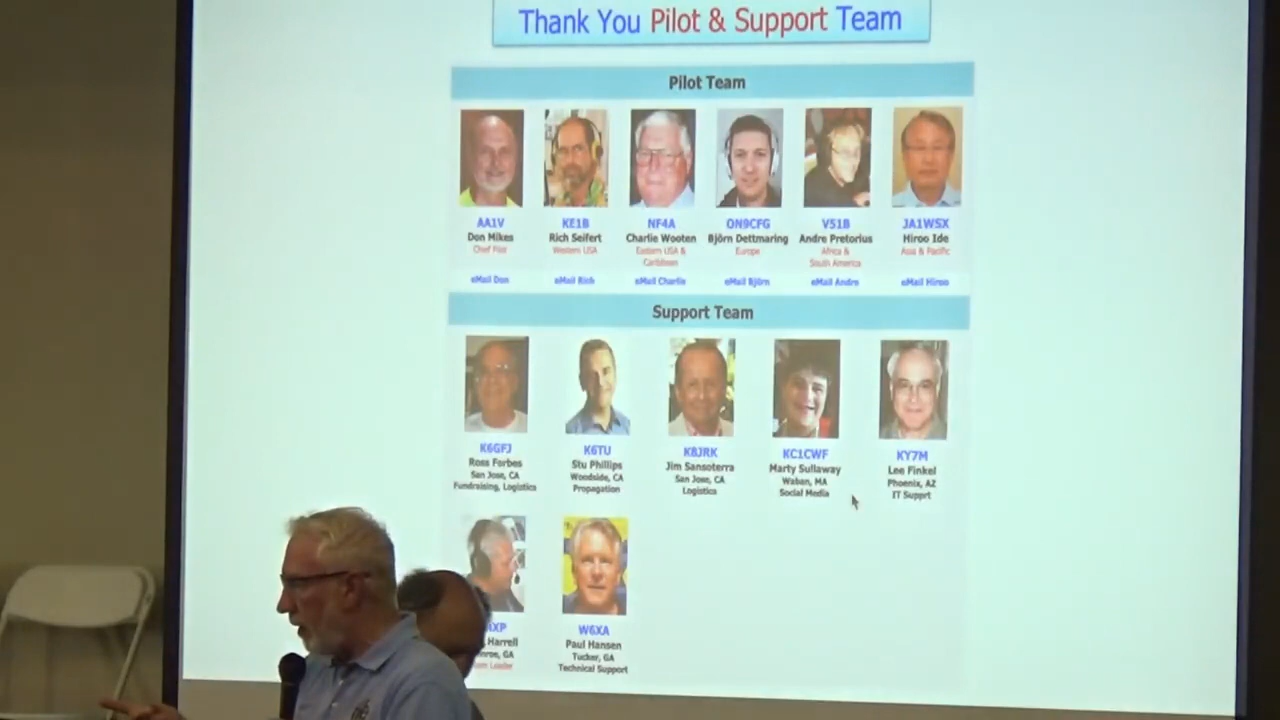 Thank You Pilot & Support Team
Pilot Team
AA1V
Don Mikes
Chief Pilot
eMail Don
KE1B
Rich Seifert
Western USA
eMail Rich
NF4A
Charlie Wooten
Eastern USA &
Caribbean
eMail Charlie
ON9CFG
Björn Dettmaring
Europe
eMail Björn
V51B
Andre Pretorius
Africa &
South America
eMail Andre
JA1WSX
Hiroo Ide
Asia & Pacific
eMail Hiroo
Support Team
K6GFJ
Ross Forbes
San Jose, CA
Fundraising, Logistics
K6TU
Stu Phillips
Woodside, CA
Propagation
K8JRK
Jim Sansoterra
San Jose, CA
Logistics
KC1CWF
Marty Sullaway
Waban, MA
Social Media
KY7M
Lee Finkel
Phoenix, AZ
IT Supprt
XP
Harrell
GA
Leader
W6XA
Paul Hansen
Tucker, GA
Technical Support